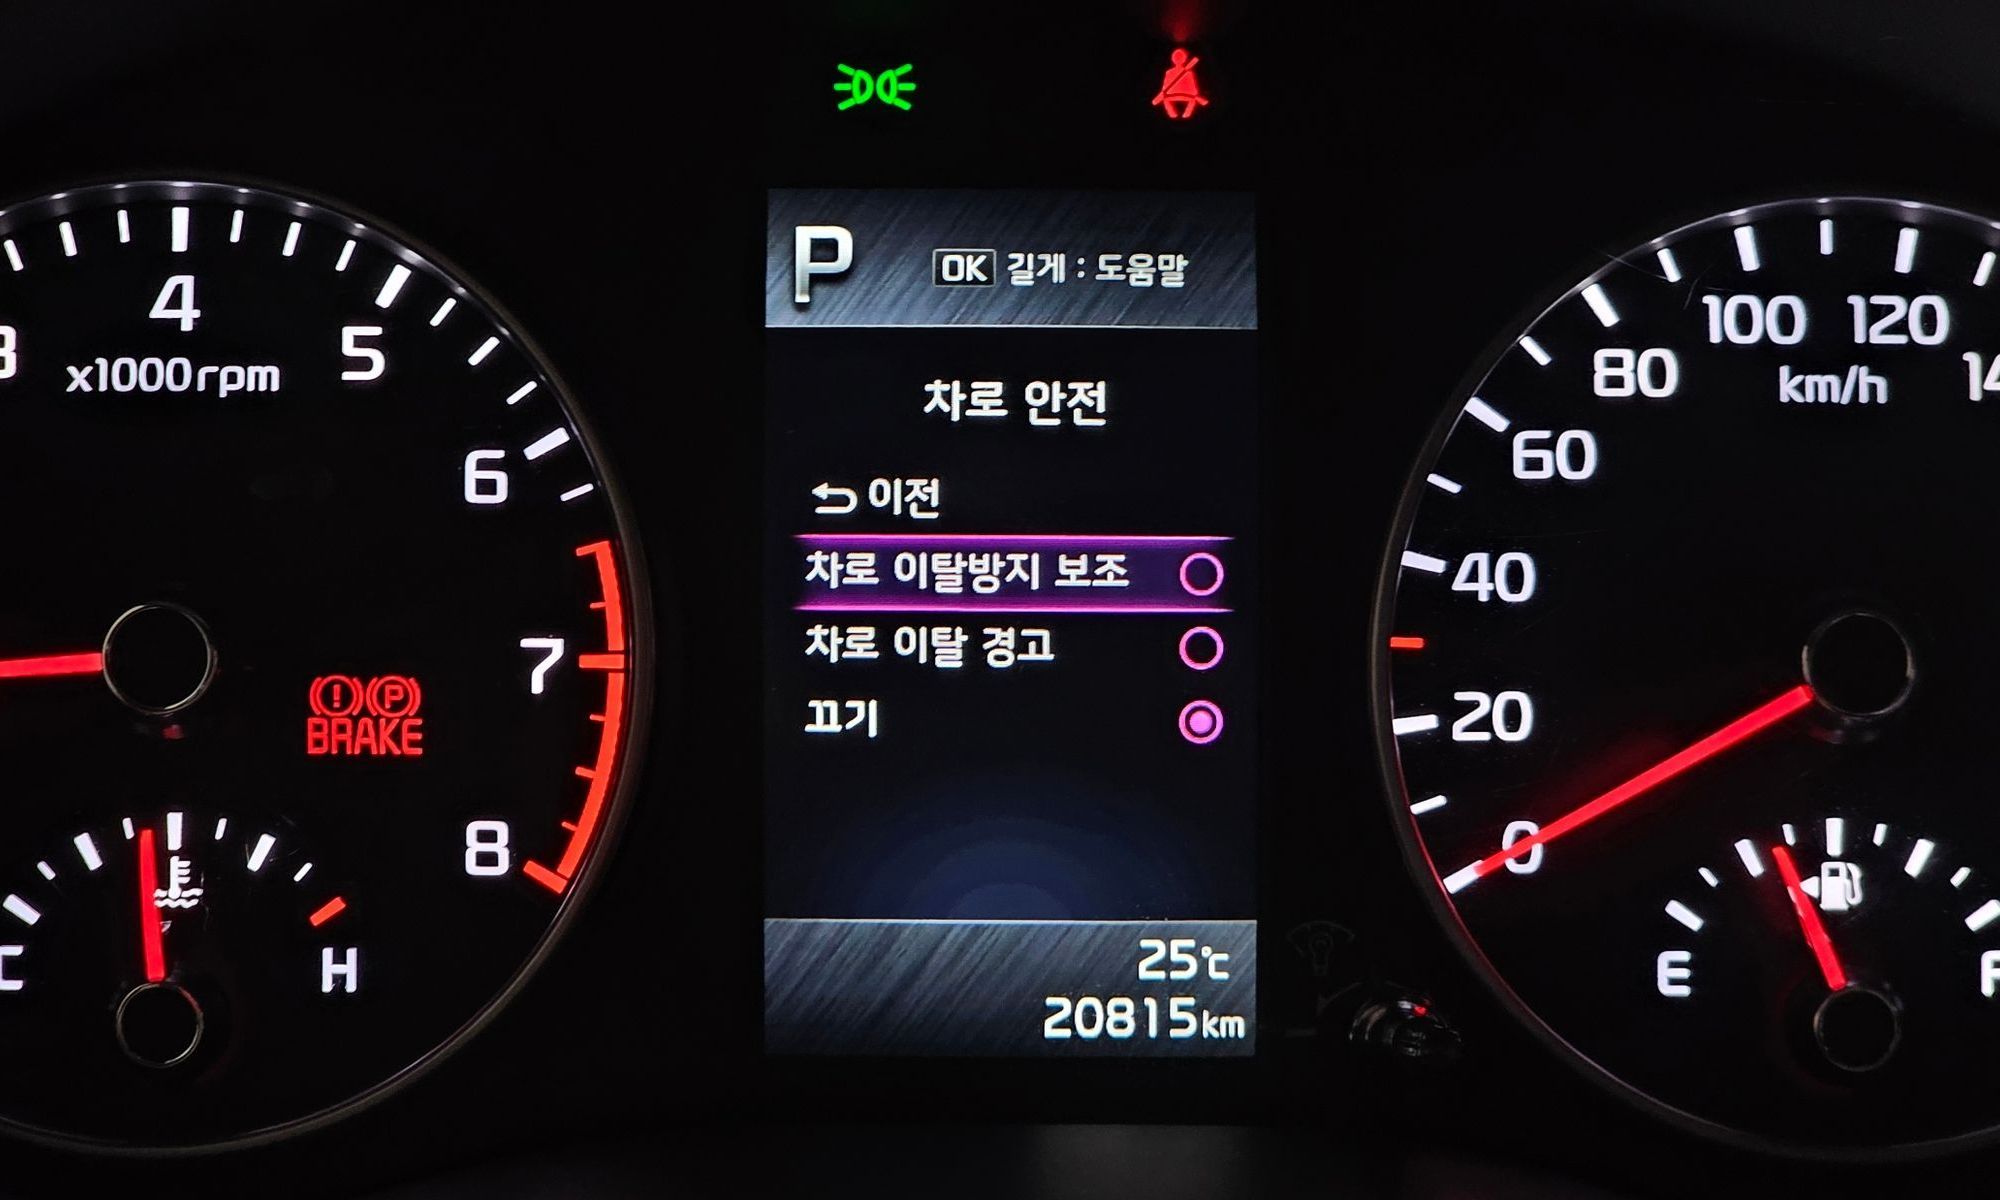 P
OK 길게 : 도움말
차로 안전
이전
차로 이탈방지 보조
차로 이탈 경고
끄기
25℃
20815km
3
4
5
6
7
8
x1000rpm
(!) (P)
BRAKE
C
H
0
20
40
60
80
100
120
km/h
E